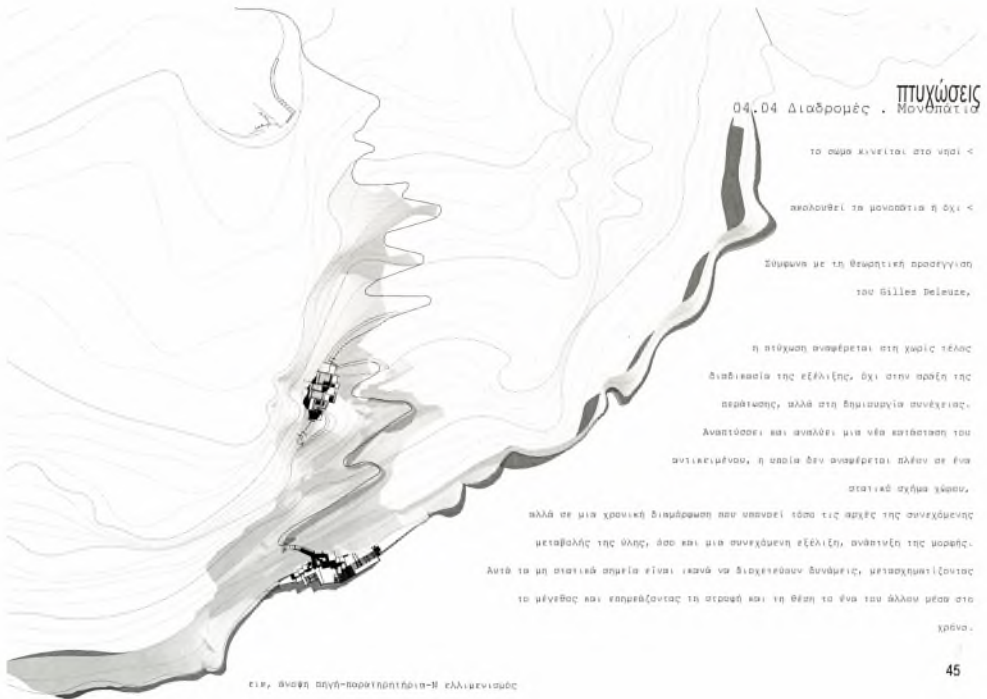 πτυχώσεις
04.04 Διαδρομές . Μονοπάτια
το σώμα κινείται στο νησί <
ακολουθεί τα μονοπάτια ή όχι <
Σύμφωνα με τη θεωρητική προσέγγιση
του Gilles Deleuze,
η πτύχωση αναφέρεται στη χωρίς τέλος
διαδικασία της εξέλιξης, όχι στην πράξη της
περάτωσης, αλλά στη δημιουργία συνέχειας.
Αναπτύσσει και αναλύει μια νέα κατάσταση του
αντικειμένου, η οποία δεν αναφέρεται πλέον σε ένα
στατικό σχήμα χώρου,
αλλά σε μια χρονική διαμόρφωση που υπονοεί τόσο τις αρχές της συνεχόμενης
μεταβολής της ύλης, όσο και μια συνεχόμενη εξέλιξη, ανάπτυξη της μορφής.
Αυτά τα μη στατικά σημεία είναι ικανά να διοχετεύουν δυνάμεις, μετασχηματίζοντας
το μέγεθος και επηρεάζοντας τη στροφή και τη θέση το ένα του άλλου μέσα στο
χρόνο.
45
εικ, άνοψη πηγή-παρατηρητήρια-Ν ελλιμενισμός